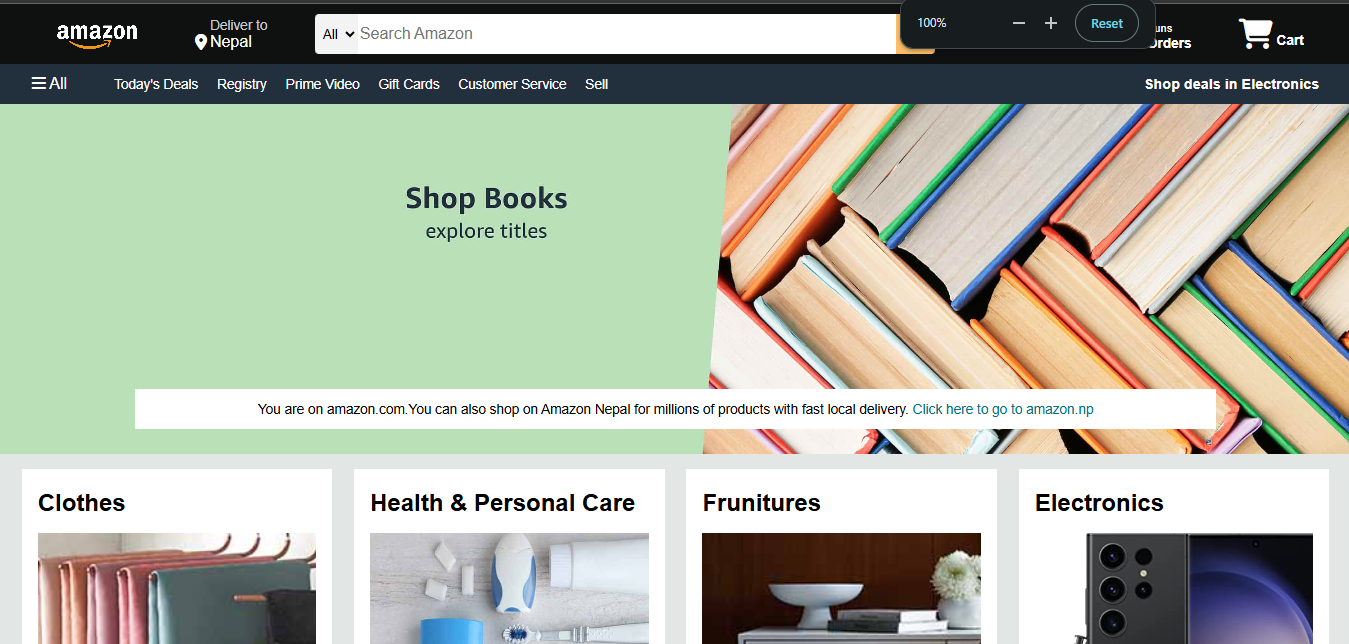 amazon
Deliver to
Nepal
All
Search Amazon
100%
Reset
uns
Orders
Cart
All
Today's Deals
Registry
Prime Video
Gift Cards
Customer Service
Sell
Shop deals in Electronics
Shop Books
explore titles
You are on amazon.com.You can also shop on Amazon Nepal for millions of products with fast local delivery. Click here to go to amazon.np
Clothes
Health & Personal Care
Frunitures
Electronics